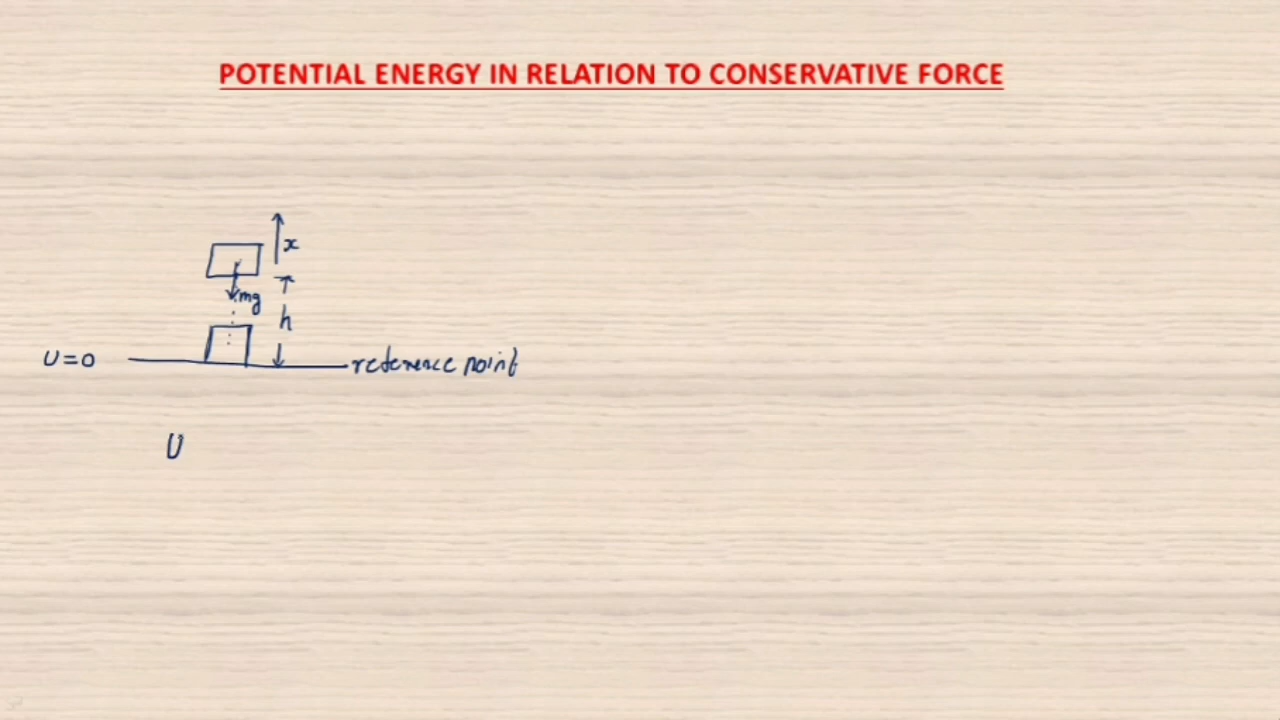 POTENTIAL ENERGY IN RELATION TO CONSERVATIVE FORCE
x
mg
h
U=0
reference point
U